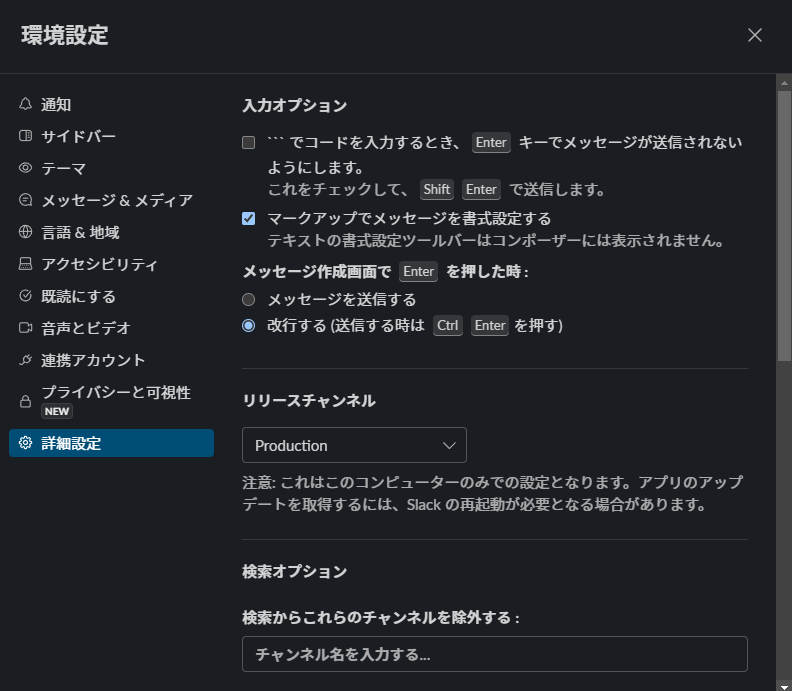 環境設定
通知
サイドバー
テーマ
メッセージ & メディア
言語 & 地域
アクセシビリティ
既読にする
音声とビデオ
連携アカウント
プライバシーと可視性
NEW
詳細設定
入力オプション
``` でコードを入力するとき、 Enter キーでメッセージが送信されない
ようにします。
これをチェックして、 Shift Enter で送信します。
マークアップでメッセージを書式設定する
テキストの書式設定ツールバーはコンポーザーには表示されません。
メッセージ作成画面で Enter を押した時 :
メッセージを送信する
改行する (送信する時は Ctrl Enter を押す)
リリースチャンネル
Production
注意: これはこのコンピューターのみでの設定となります。アプリのアップ
デートを取得するには、Slack の再起動が必要となる場合があります。
検索オプション
検索からこれらのチャンネルを除外する :
チャンネル名を入力する...